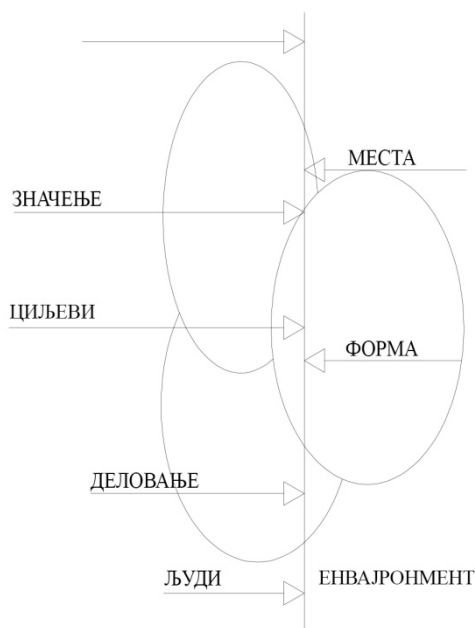 МЕСТА
ЗНАЧЕЊЕ
ЦИЉЕВИ
ФОРМА
ДЕЛОВАЊЕ
ЉУДИ
ЕНВАЈРОНМЕНТ